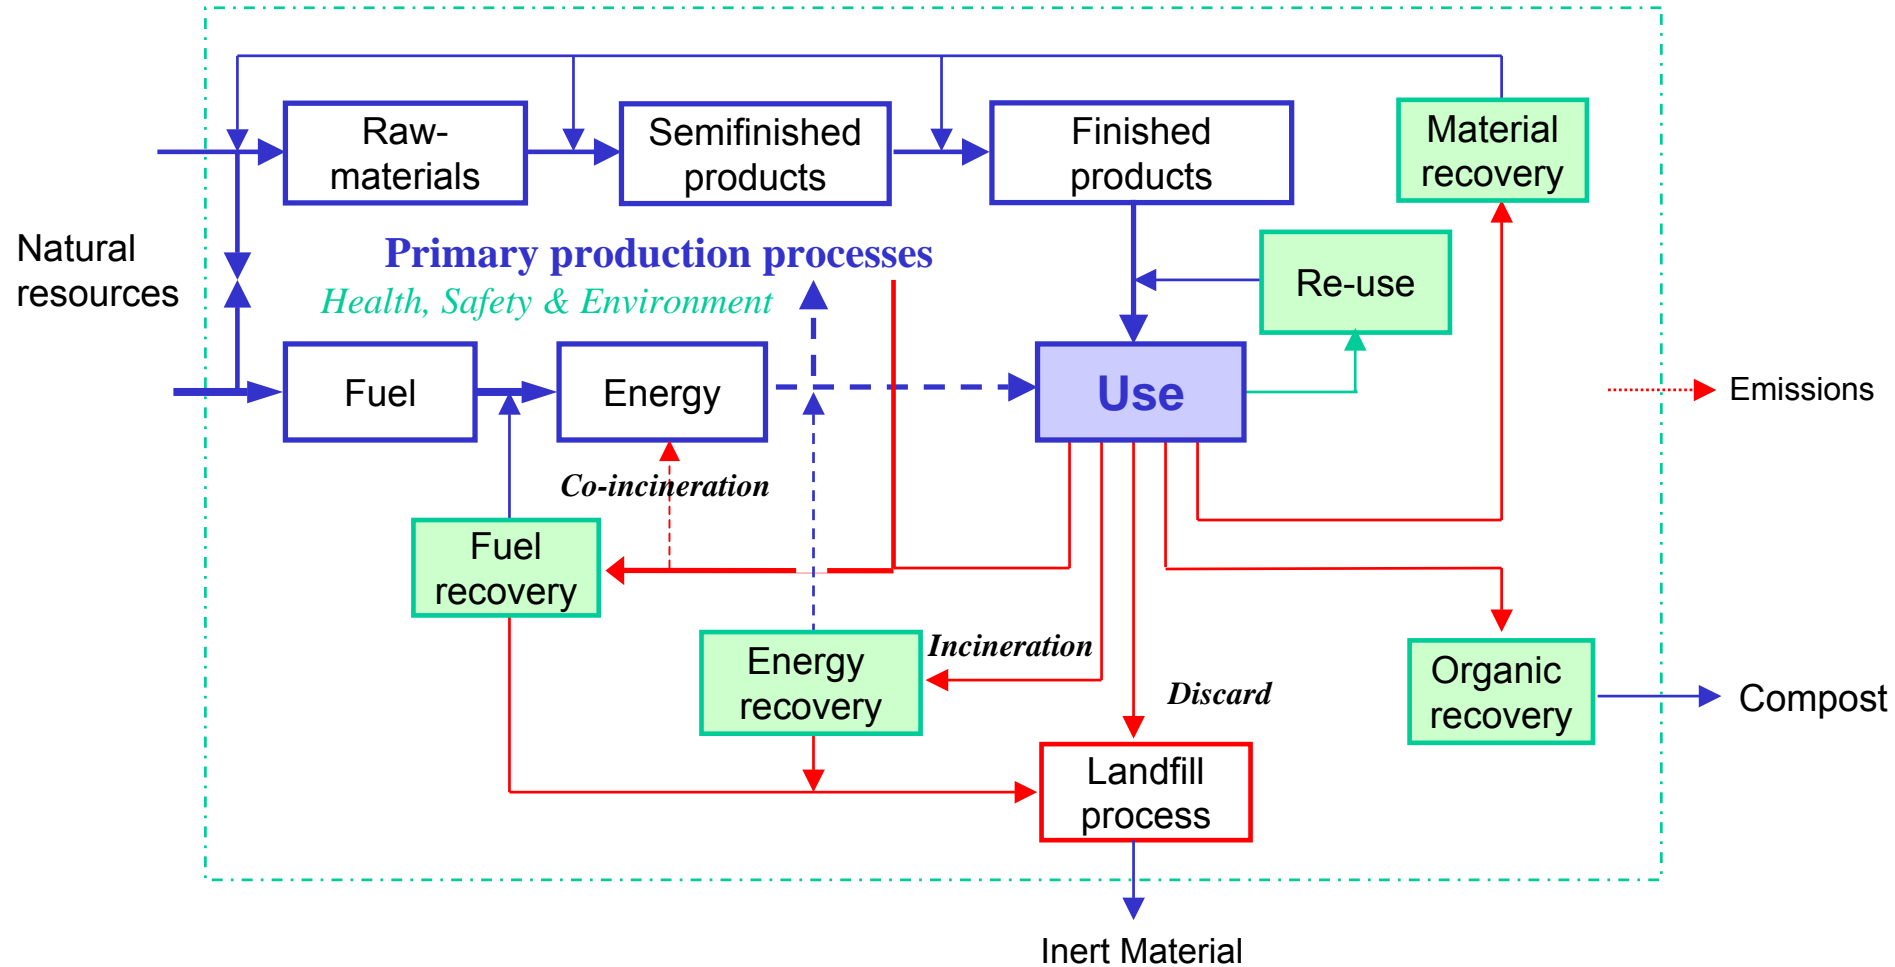 Raw-
materials
Semifinished
products
Finished
products
Material
recovery
Natural
resources
Primary production processes
Health, Safety & Environment
Re-use
Fuel
Energy
Use
Emissions
Co-incineration
Fuel
recovery
Energy
recovery
Incineration
Discard
Organic
recovery
Compost
Landfill
process
Inert Material